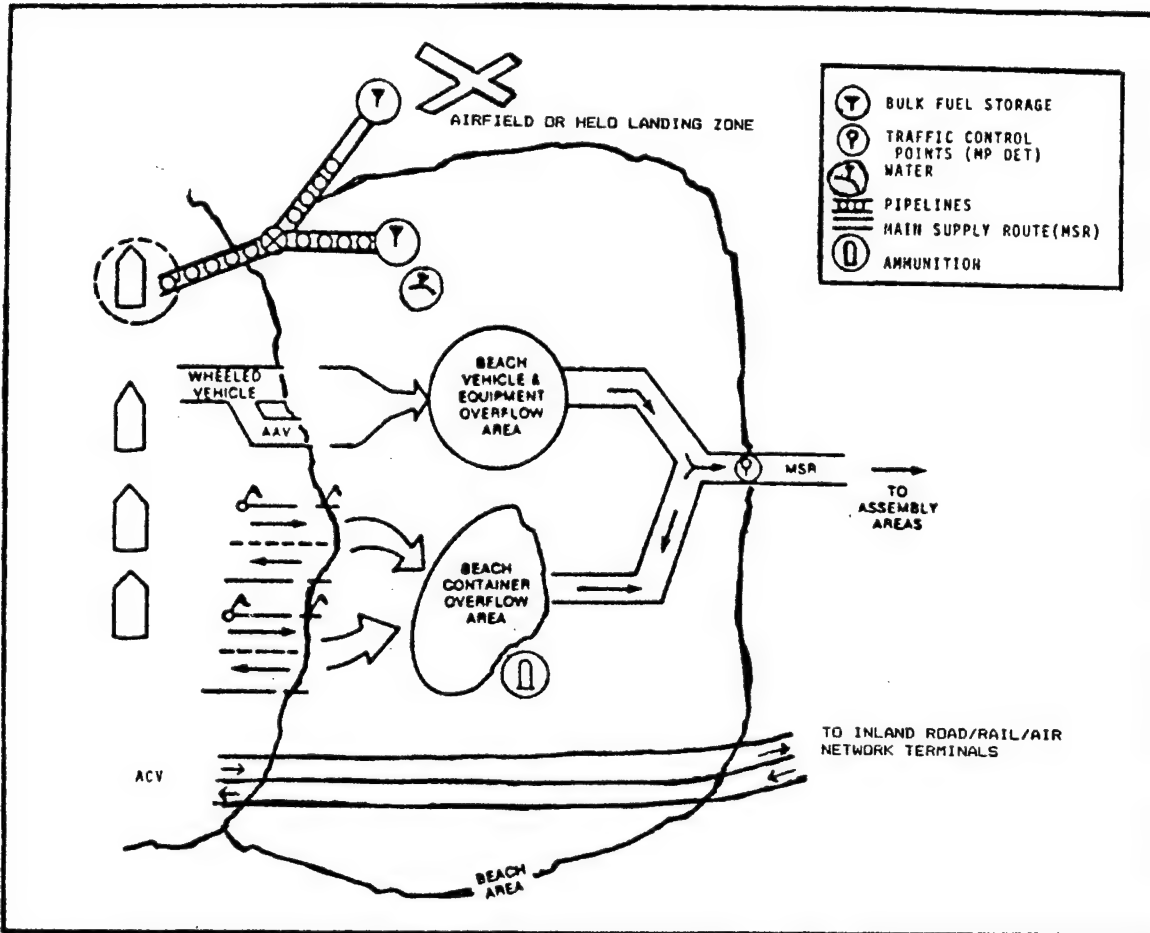 AIRFIELD OR HELO LANDING ZONE
BULK FUEL STORAGE
TRAFFIC CONTROL
POINTS (MP DET)
WATER
PIPELINES
MAIN SUPPLY ROUTE(MSR)
AMMUNITION
WHEELED
VEHICLE
AAV
BEACH
VEHICLE &
EQUIPMENT
OVERFLOW
AREA
MSR
TO
ASSEMBLY
AREAS
BEACH
CONTAINER
OVERFLOW
AREA
ACV
TO INLAND ROAD/RAIL/AIR
NETWORK TERMINALS
BEACH
AREA